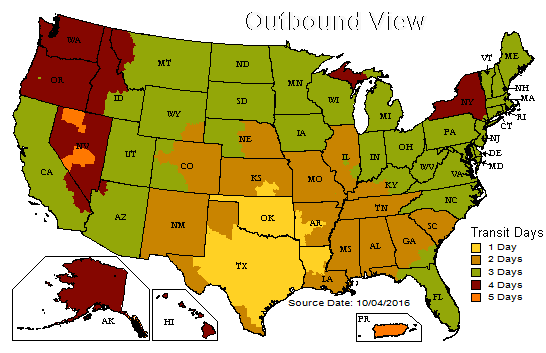 Outbound View
WA
OR
CA
NV
ID
MT
WY
UT
AZ
CO
NM
ND
SD
NE
KS
OK
TX
MN
IA
MO
AR
LA
WI
IL
MI
IN
OH
KY
TN
MS
AL
GA
FL
SC
NC
VA
WV
PA
NY
VT
ME
NH
MA
RI
CT
NJ
DE
MD
AK
HI
PR
Transit Days
1 Day
2 Days
3 Days
4 Days
5 Days
Source Date: 10/04/2016